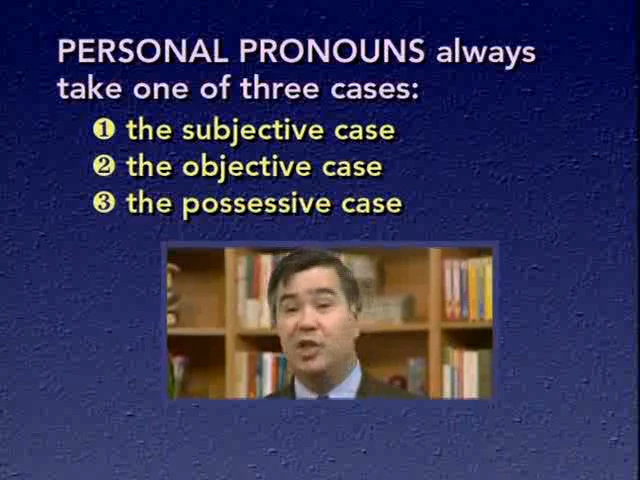 PERSONAL PRONOUNS always
take one of three cases:
❶ the subjective case
❷ the objective case
❸ the possessive case